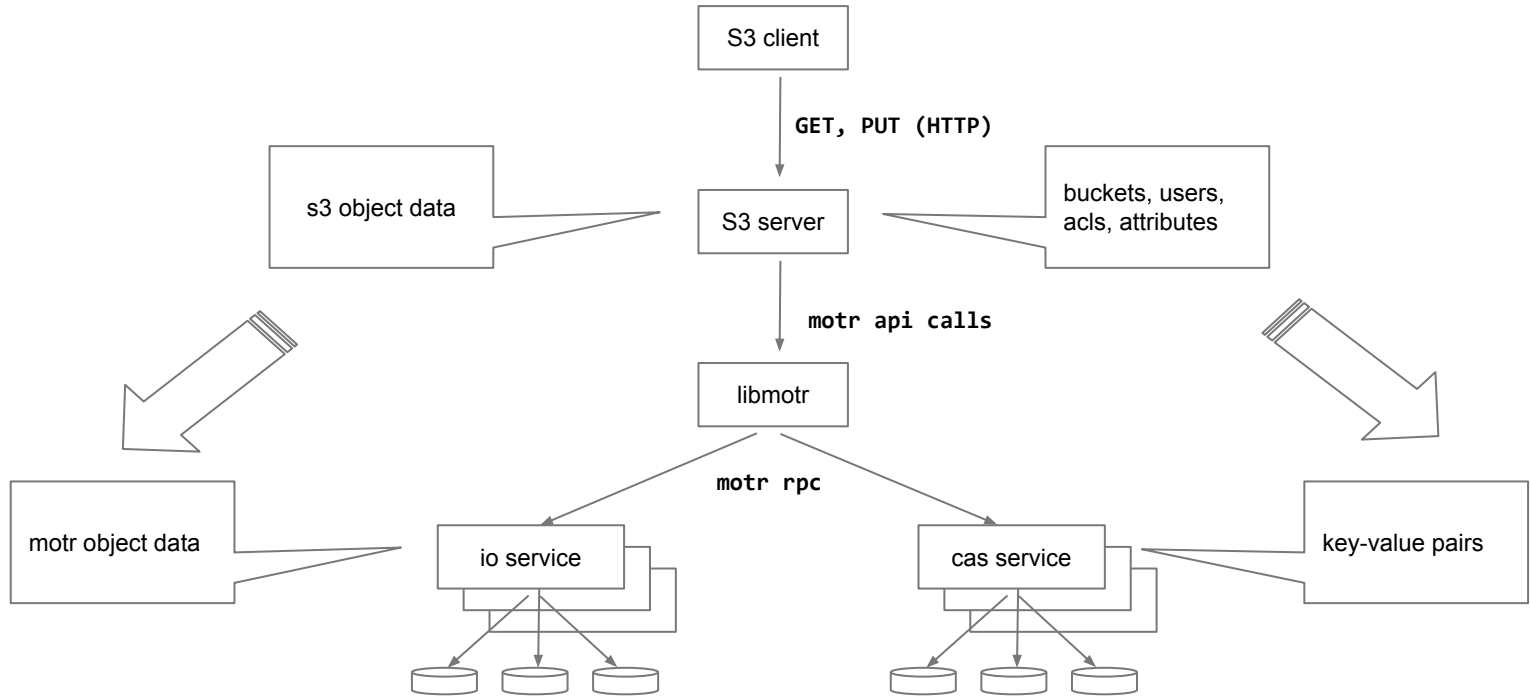 S3 client
GET, PUT (HTTP)
s3 object data
S3 server
buckets, users,
acls, attributes
motr api calls
libmotr
motr rpc
motr object data
io service
cas service
key-value pairs